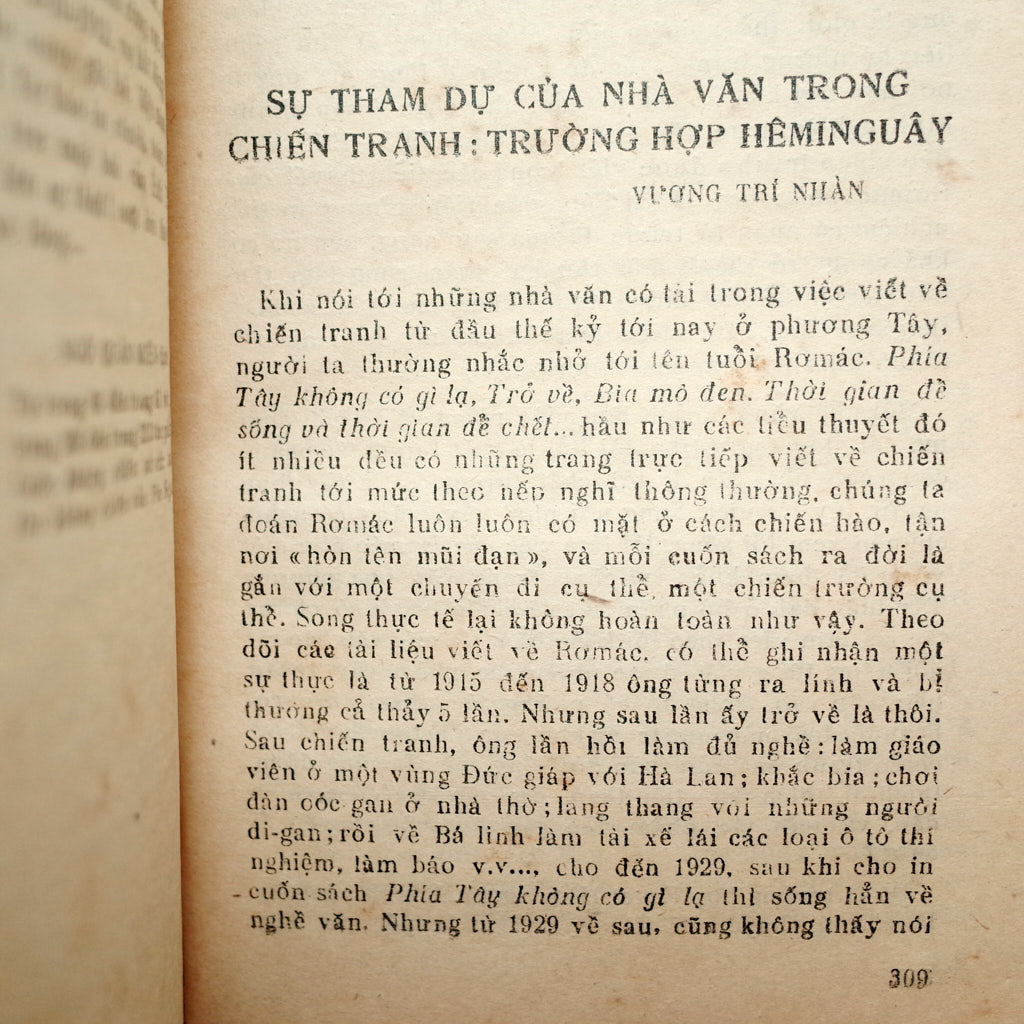 SỰ THAM DỰ CỦA NHÀ VĂN TRONG
CHIẾN TRANH: TRƯỜNG HỢP HÊMINGUÂY
VƯƠNG TRÍ NHÀN
Khi nói tới những nhà văn có tài trong việc viết về
chiến tranh từ đầu thế kỷ tới nay ở phương Tây,
người ta thường nhắc nhở tới tên tuổi Rơmác. Phía
Tây không có gì lạ, Trở về, Bia mô đen. Thời gian để
sống và thời gian để chết... hầu như các tiểu thuyết đó
ít nhiều đều có những trang trực tiếp viết về chiến
tranh tới mức theo nếp nghĩ thông thường, chúng ta
đoán Rơmác luôn luôn có mặt ở cách chiến hào, tận
nơi «hòn tên mũi đạn», và mỗi cuốn sách ra đời là
gắn với một chuyến đi cụ thể, một chiến trường cụ
thể. Song thực tế lại không hoàn toàn như vậy. Theo
dõi các tài liệu viết về Rơmác. có thể ghi nhận một
sự thực là từ 1915 đến 1918 ông từng ra lính và bị
thương cả thảy 5 lần. Nhưng sau lần ấy trở về là thôi.
Sau chiến tranh, ông lần hồi làm đủ nghề: làm giáo
viên ở một vùng Đức giáp với Hà Lan; khắc bia; chơi
đàn oóc gan ở nhà thờ; lang thang với những người
di-gan; rồi về Bá linh làm tài xế lái các loại ô tô thí
nghiệm, làm báo v.v..., cho đến 1929, sau khi cho in
cuốn sách Phía Tây không có gì lạ thì sống hẳn về
nghề văn. Nhưng từ 1929 về sau, cũng không thấy nói
309